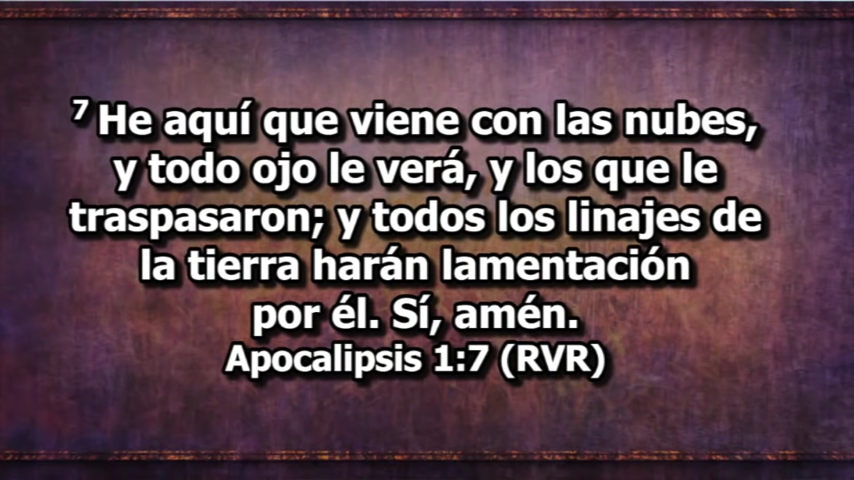 ⁷ He aquí que viene con las nubes,
y todo ojo le verá, y los que le
traspasaron; y todos los linajes de
la tierra harán lamentación
por él. Sí, amén.
Apocalipsis 1:7 (RVR)